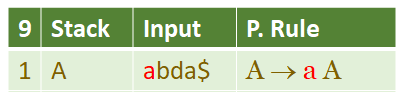 9 Stack Input P. Rule
1 A abda$ A → a A